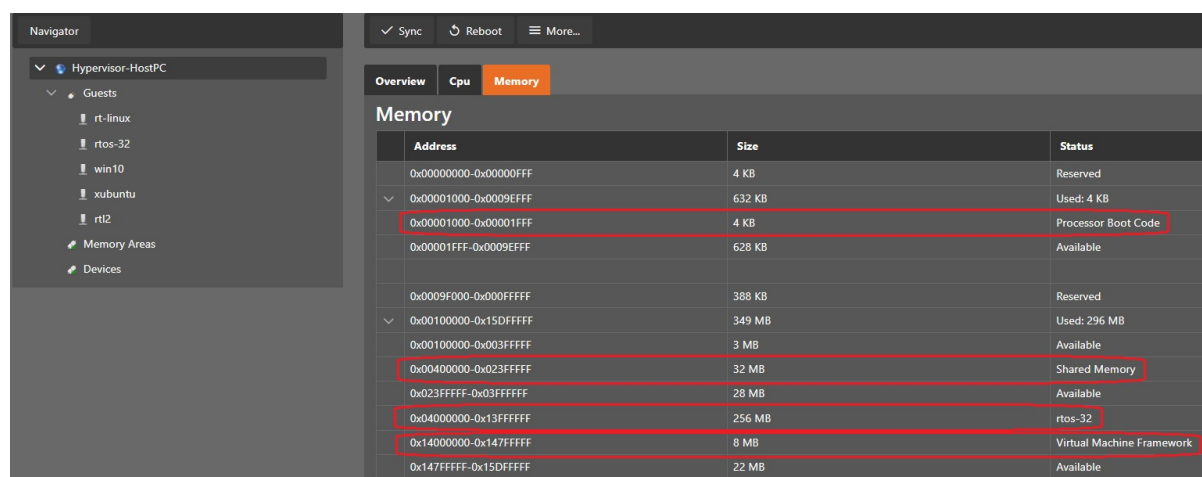 Navigator
Sync Reboot More...
Hypervisor-HostPC
Guests
rt-linux
rtos-32
win10
xubuntu
rtl2
Memory Areas
Devices
Overview Cpu Memory
Memory
Address Size Status
0x00000000-0x00000FFF 4 KB Reserved
0x00001000-0x0009EFFF 632 KB Used: 4 KB
0x00001000-0x00001FFF 4 KB Processor Boot Code
0x00001FFF-0x0009EFFF 628 KB Available
0x0009F000-0x000FFFFF 388 KB Reserved
0x00100000-0x15DFFFFF 349 MB Used: 296 MB
0x00100000-0x003FFFFF 3 MB Available
0x00400000-0x023FFFFF 32 MB Shared Memory
0x023FFFFF-0x03FFFFFF 28 MB Available
0x04000000-0x13FFFFFF 256 MB rtos-32
0x14000000-0x147FFFFF 8 MB Virtual Machine Framework
0x147FFFFF-0x15DFFFFF 22 MB Available